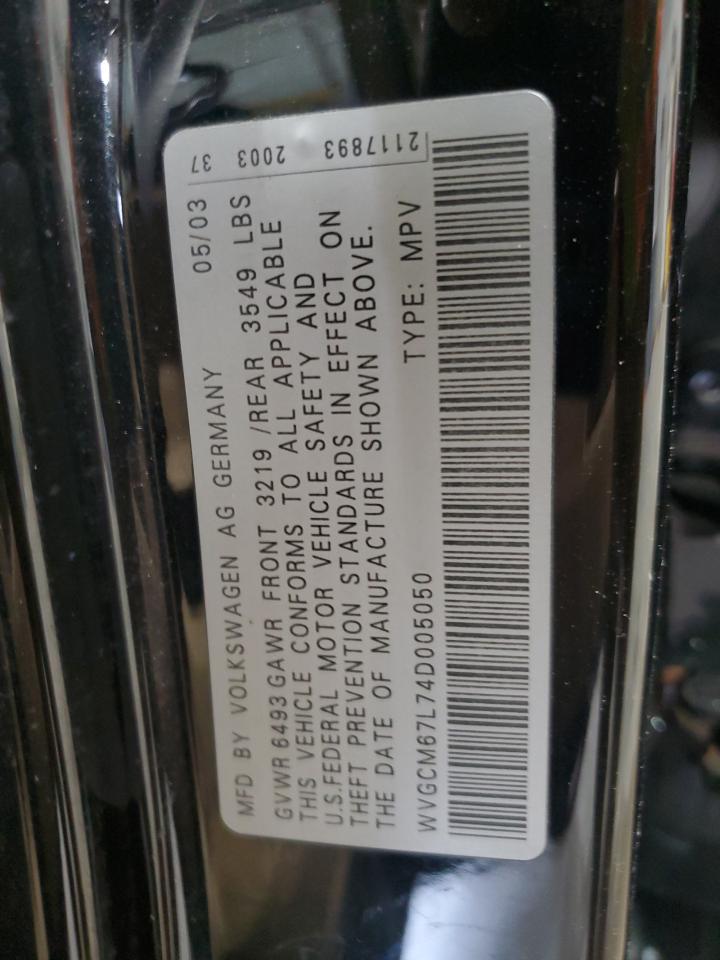 MFD BY VOLKSWAGEN AG GERMANY 05/03
GVWR 6493 GAWR FRONT 3219 /REAR 3549 LBS
THIS VEHICLE CONFORMS TO ALL APPLICABLE
U.S.FEDERAL MOTOR VEHICLE SAFETY AND
THEFT PREVENTION STANDARDS IN EFFECT ON
THE DATE OF MANUFACTURE SHOWN ABOVE.
WVGCM67L74D005050 TYPE: MPV
37
2003
2117893